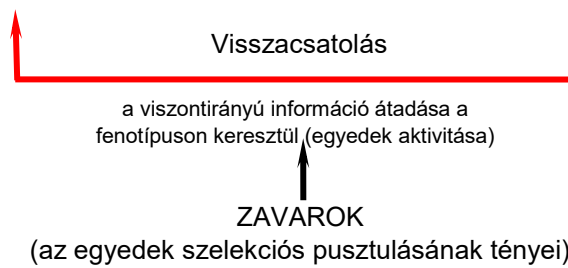 Visszacsatolás
a viszontirányú információ átadása a
fenotípuson keresztül (egyedek aktivitása)
ZAVAROK
(az egyedek szelekciós pusztulásának tényei)